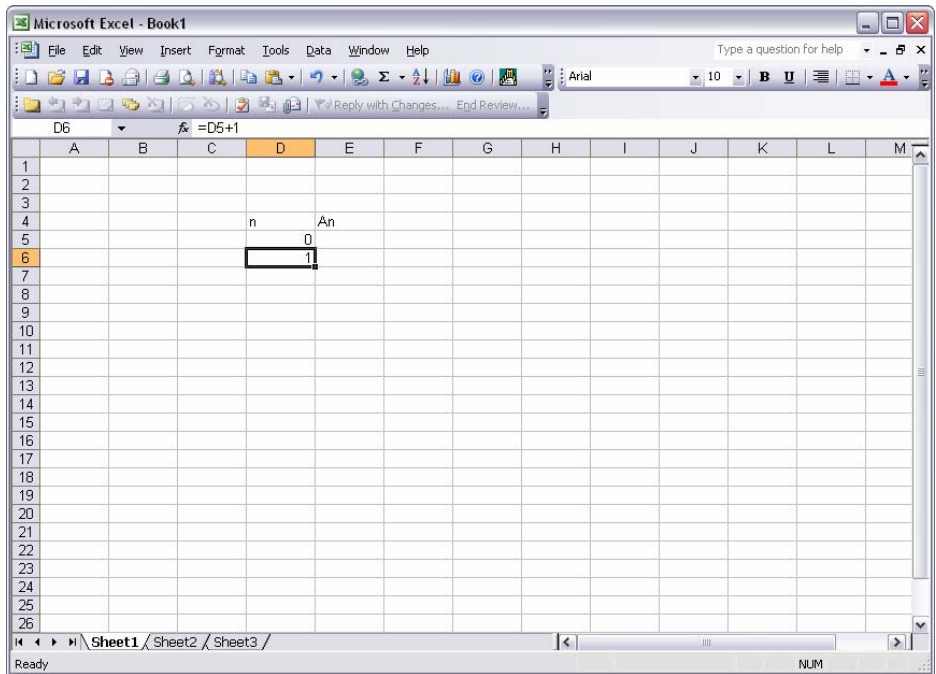 Microsoft Excel - Book1
File Edit View Insert Format Tools Data Window Help Type a question for help
Σ Arial 10 B U A
Reply with Changes... End Review...
D6 fx =D5+1
A B C D E F G H I J K L M
1
2
3
4 n An
5 0
6 1
7
8
9
10
11
12
13
14
15
16
17
18
19
20
21
22
23
24
25
26
Sheet1 / Sheet2 / Sheet3 /
Ready NUM